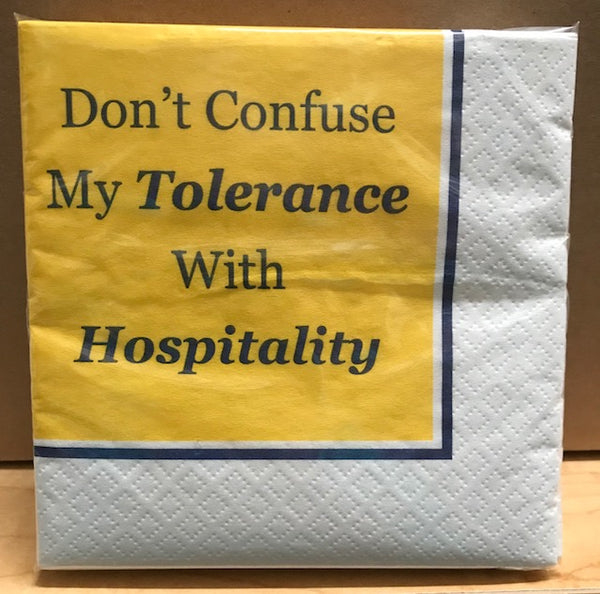 Don't Confuse
My Tolerance
With
Hospitality